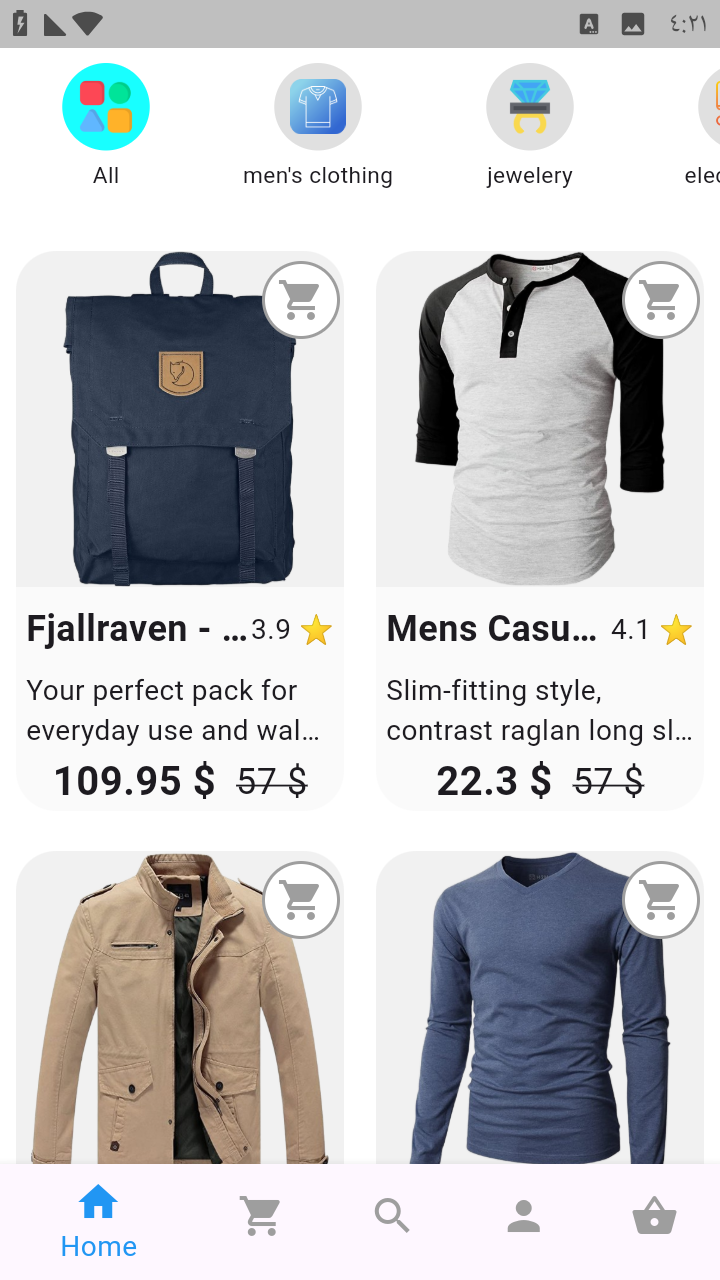 ٤:٢١
All
men's clothing
jewelery
elec
Fjallraven - ... 3.9
Mens Casu... 4.1
Your perfect pack for
everyday use and wal...
Slim-fitting style,
contrast raglan long sl...
109.95 $ 57 $
22.3 $ 57 $
Home